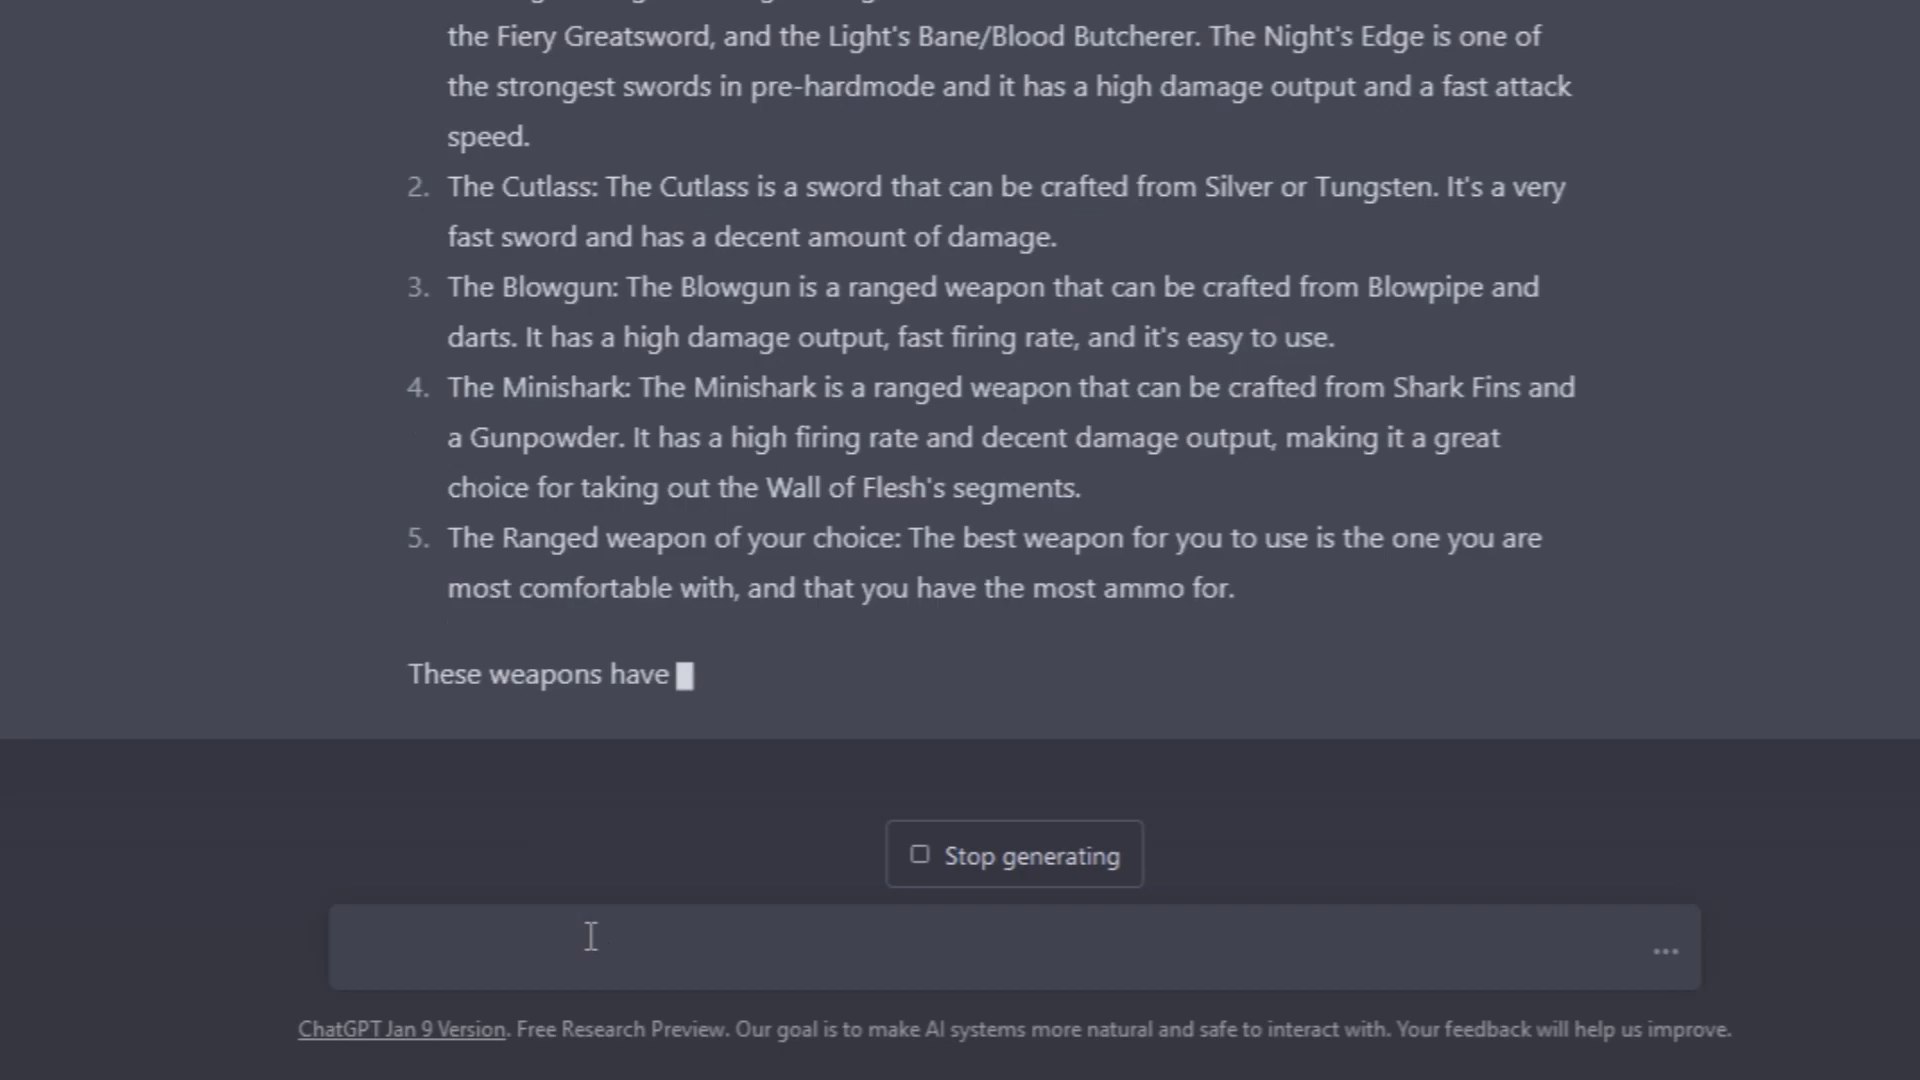 the Fiery Greatsword, and the Light's Bane/Blood Butcherer. The Night's Edge is one of
the strongest swords in pre-hardmode and it has a high damage output and a fast attack
speed.
2. The Cutlass: The Cutlass is a sword that can be crafted from Silver or Tungsten. It's a very
fast sword and has a decent amount of damage.
3. The Blowgun: The Blowgun is a ranged weapon that can be crafted from Blowpipe and
darts. It has a high damage output, fast firing rate, and it's easy to use.
4. The Minishark: The Minishark is a ranged weapon that can be crafted from Shark Fins and
a Gunpowder. It has a high firing rate and decent damage output, making it a great
choice for taking out the Wall of Flesh's segments.
5. The Ranged weapon of your choice: The best weapon for you to use is the one you are
most comfortable with, and that you have the most ammo for.
These weapons have
Stop generating
ChatGPT Jan 9 Version. Free Research Preview. Our goal is to make AI systems more natural and safe to interact with. Your feedback will help us improve.